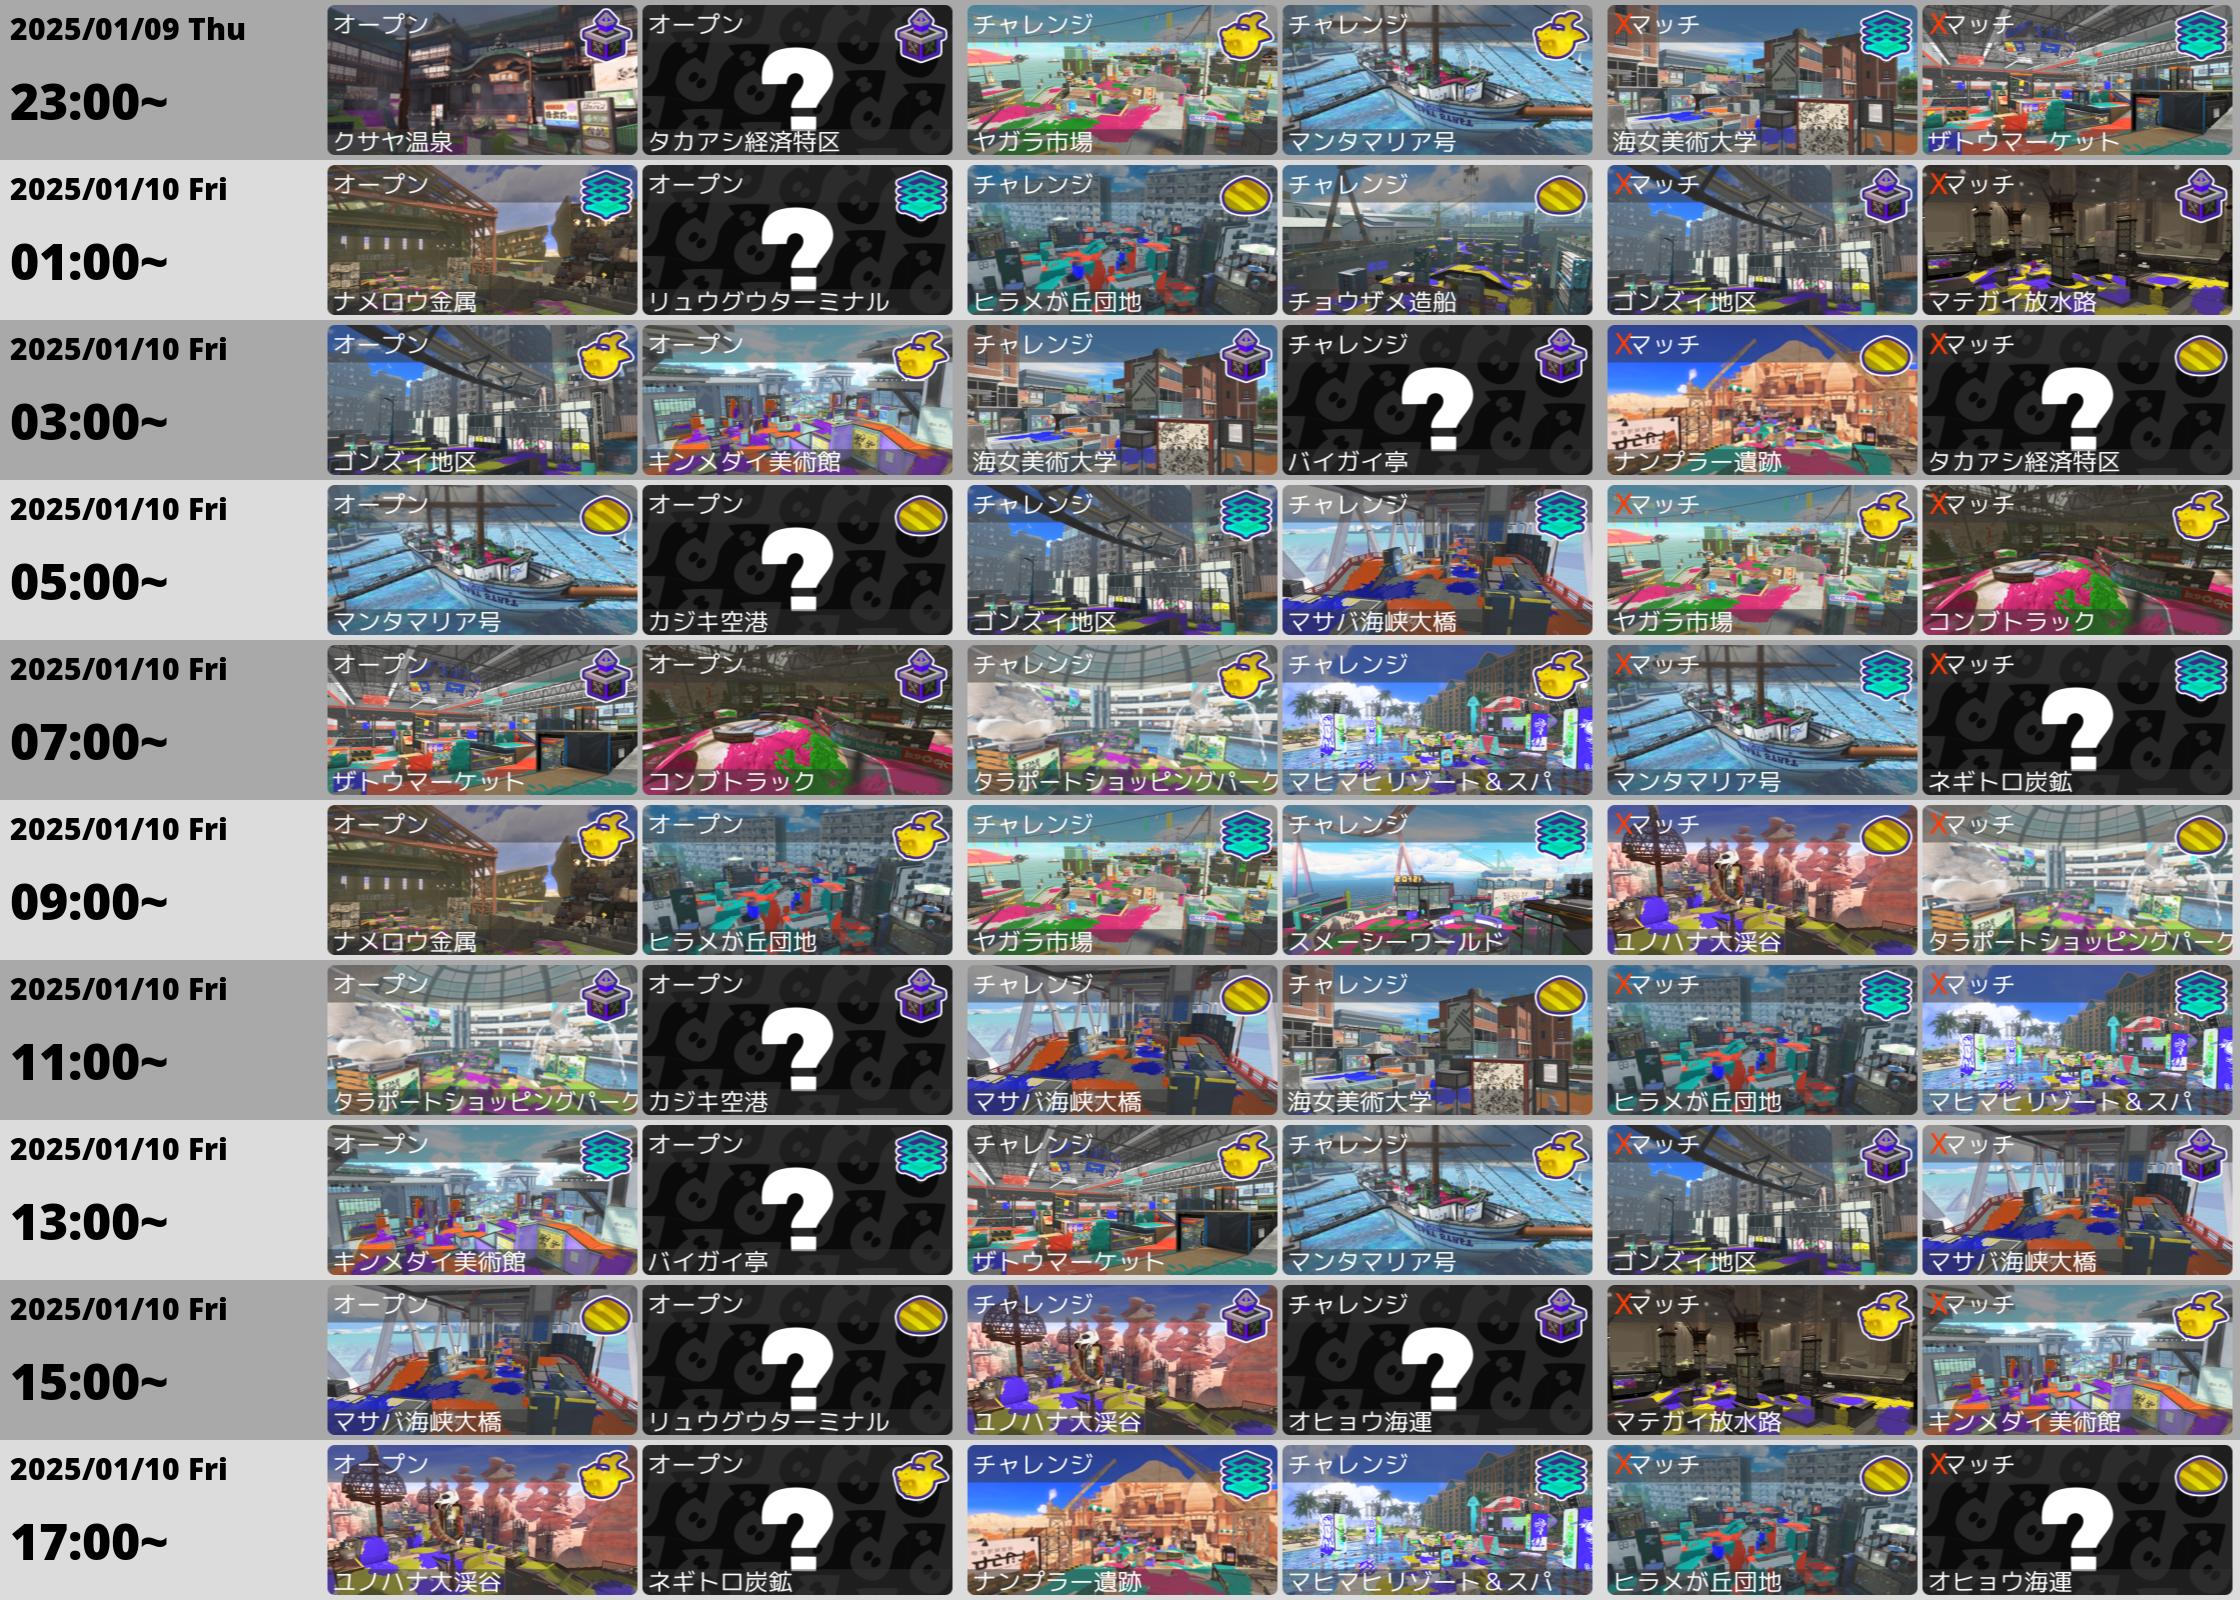 2025/01/09 Thu
23:00~
オープン
クサヤ温泉
オープン
タカアシ経済特区
チャレンジ
ヤガラ市場
チャレンジ
マンタマリア号
Xマッチ
海女美術大学
Xマッチ
ザトウマーケット
2025/01/10 Fri
01:00~
オープン
ナメロウ金属
オープン
リュウグウターミナル
チャレンジ
ヒラメが丘団地
チャレンジ
チョウザメ造船
Xマッチ
ゴンズイ地区
Xマッチ
マテガイ放水路
2025/01/10 Fri
03:00~
オープン
ゴンズイ地区
オープン
キンメダイ美術館
チャレンジ
海女美術大学
チャレンジ
バイガイ亭
Xマッチ
ナンプラー遺跡
Xマッチ
タカアシ経済特区
2025/01/10 Fri
05:00~
オープン
マンタマリア号
オープン
カジキ空港
チャレンジ
ゴンズイ地区
チャレンジ
マサバ海峡大橋
Xマッチ
ヤガラ市場
Xマッチ
コンブトラック
2025/01/10 Fri
07:00~
オープン
ザトウマーケット
オープン
コンブトラック
チャレンジ
タラポートショッピングパーク
チャレンジ
マヒマヒリゾート＆スパ
Xマッチ
マンタマリア号
Xマッチ
ネギトロ炭鉱
2025/01/10 Fri
09:00~
オープン
ナメロウ金属
オープン
ヒラメが丘団地
チャレンジ
ヤガラ市場
チャレンジ
スメーシーワールド
Xマッチ
ユノハナ大渓谷
Xマッチ
タラポートショッピングパーク
2025/01/10 Fri
11:00~
オープン
タラポートショッピングパーク
オープン
カジキ空港
チャレンジ
マサバ海峡大橋
チャレンジ
海女美術大学
Xマッチ
ヒラメが丘団地
Xマッチ
マヒマヒリゾート＆スパ
2025/01/10 Fri
13:00~
オープン
キンメダイ美術館
オープン
バイガイ亭
チャレンジ
ザトウマーケット
チャレンジ
マンタマリア号
Xマッチ
ゴンズイ地区
Xマッチ
マサバ海峡大橋
2025/01/10 Fri
15:00~
オープン
マサバ海峡大橋
オープン
リュウグウターミナル
チャレンジ
ユノハナ大渓谷
チャレンジ
オヒョウ海運
Xマッチ
マテガイ放水路
Xマッチ
キンメダイ美術館
2025/01/10 Fri
17:00~
オープン
ユノハナ大渓谷
オープン
ネギトロ炭鉱
チャレンジ
ナンプラー遺跡
チャレンジ
マヒマヒリゾート＆スパ
Xマッチ
ヒラメが丘団地
Xマッチ
オヒョウ海運